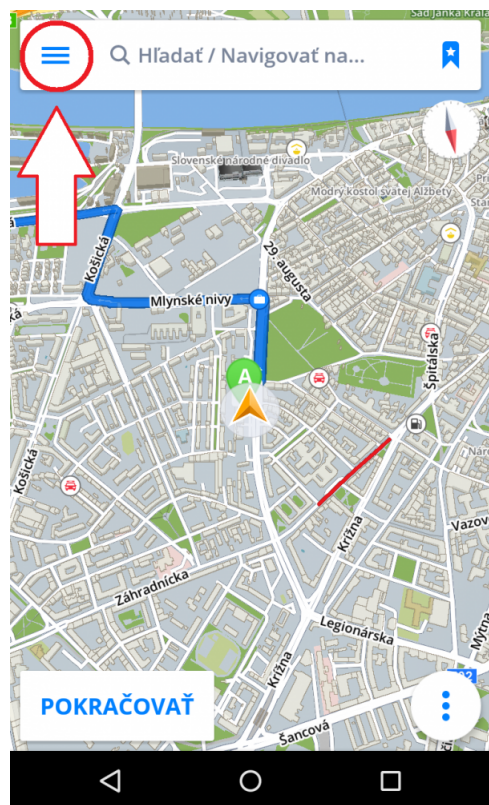 Sad Janka Kráľa
Hľadať / Navigovať na...
Slovenské národné divadlo
Modrý kostol svätej Alžbety
Košická
29. augusta
Mlynské nivy
Špitálska
A
Košická
Krížna
Záhradnícka
Legionárska
Krížna
Šancová
POKRAČOVAŤ